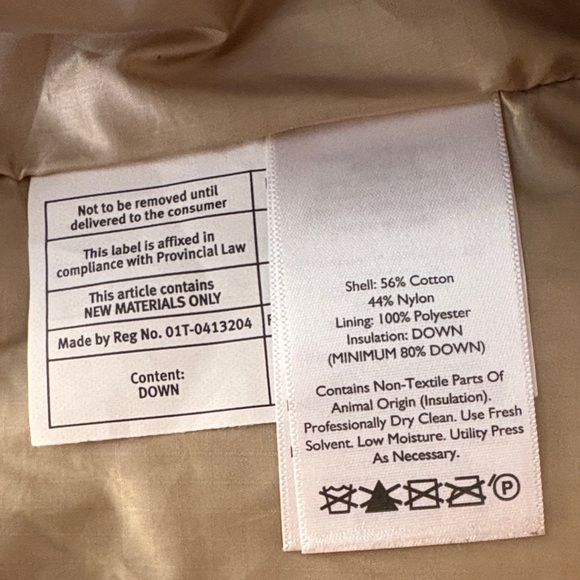 Not to be removed until
delivered to the consumer
This label is affixed in
compliance with Provincial Law
This article contains
NEW MATERIALS ONLY
Made by Reg No. 01T-0413204
Content:
DOWN
Shell: 56% Cotton
44% Nylon
Lining: 100% Polyester
Insulation: DOWN
(MINIMUM 80% DOWN)
Contains Non-Textile Parts Of
Animal Origin (Insulation).
Professionally Dry Clean. Use Fresh
Solvent. Low Moisture. Utility Press
As Necessary.
P